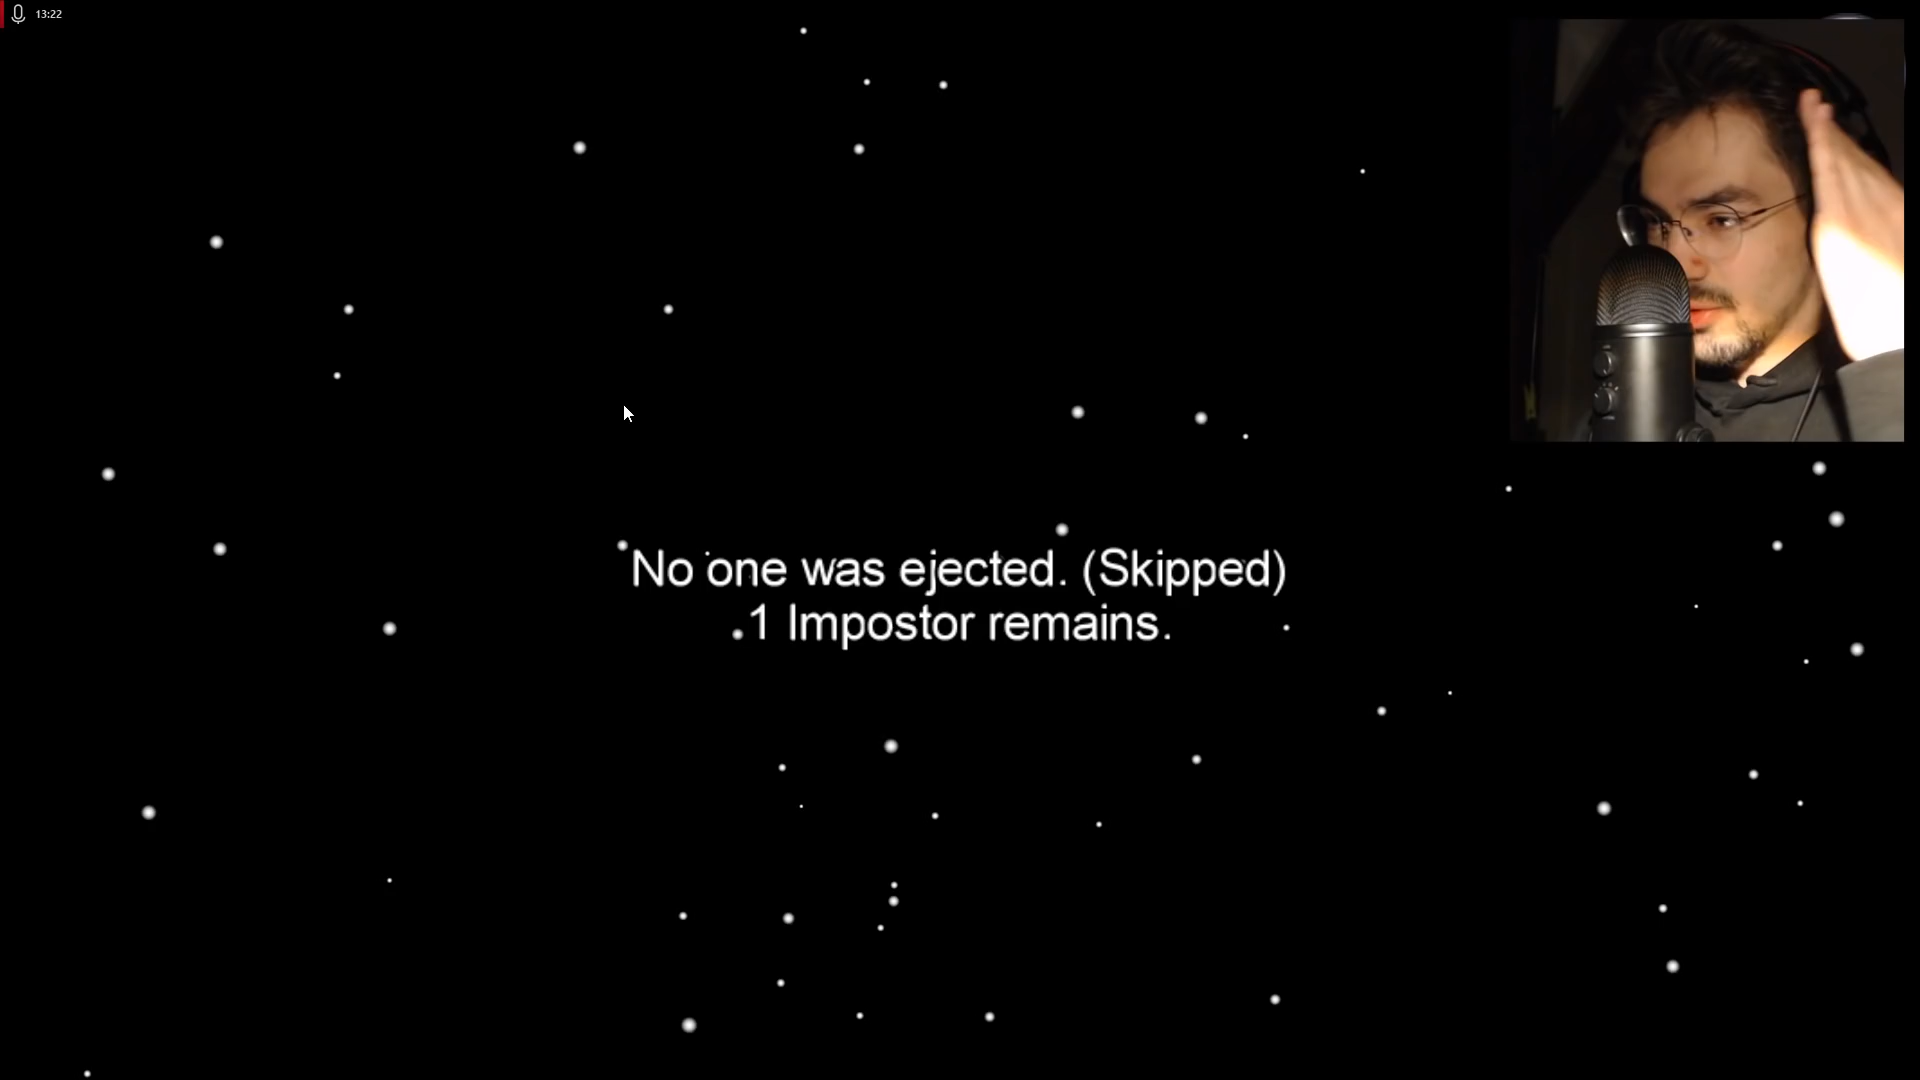 13:22
No one was ejected. (Skipped)
1 Impostor remains.